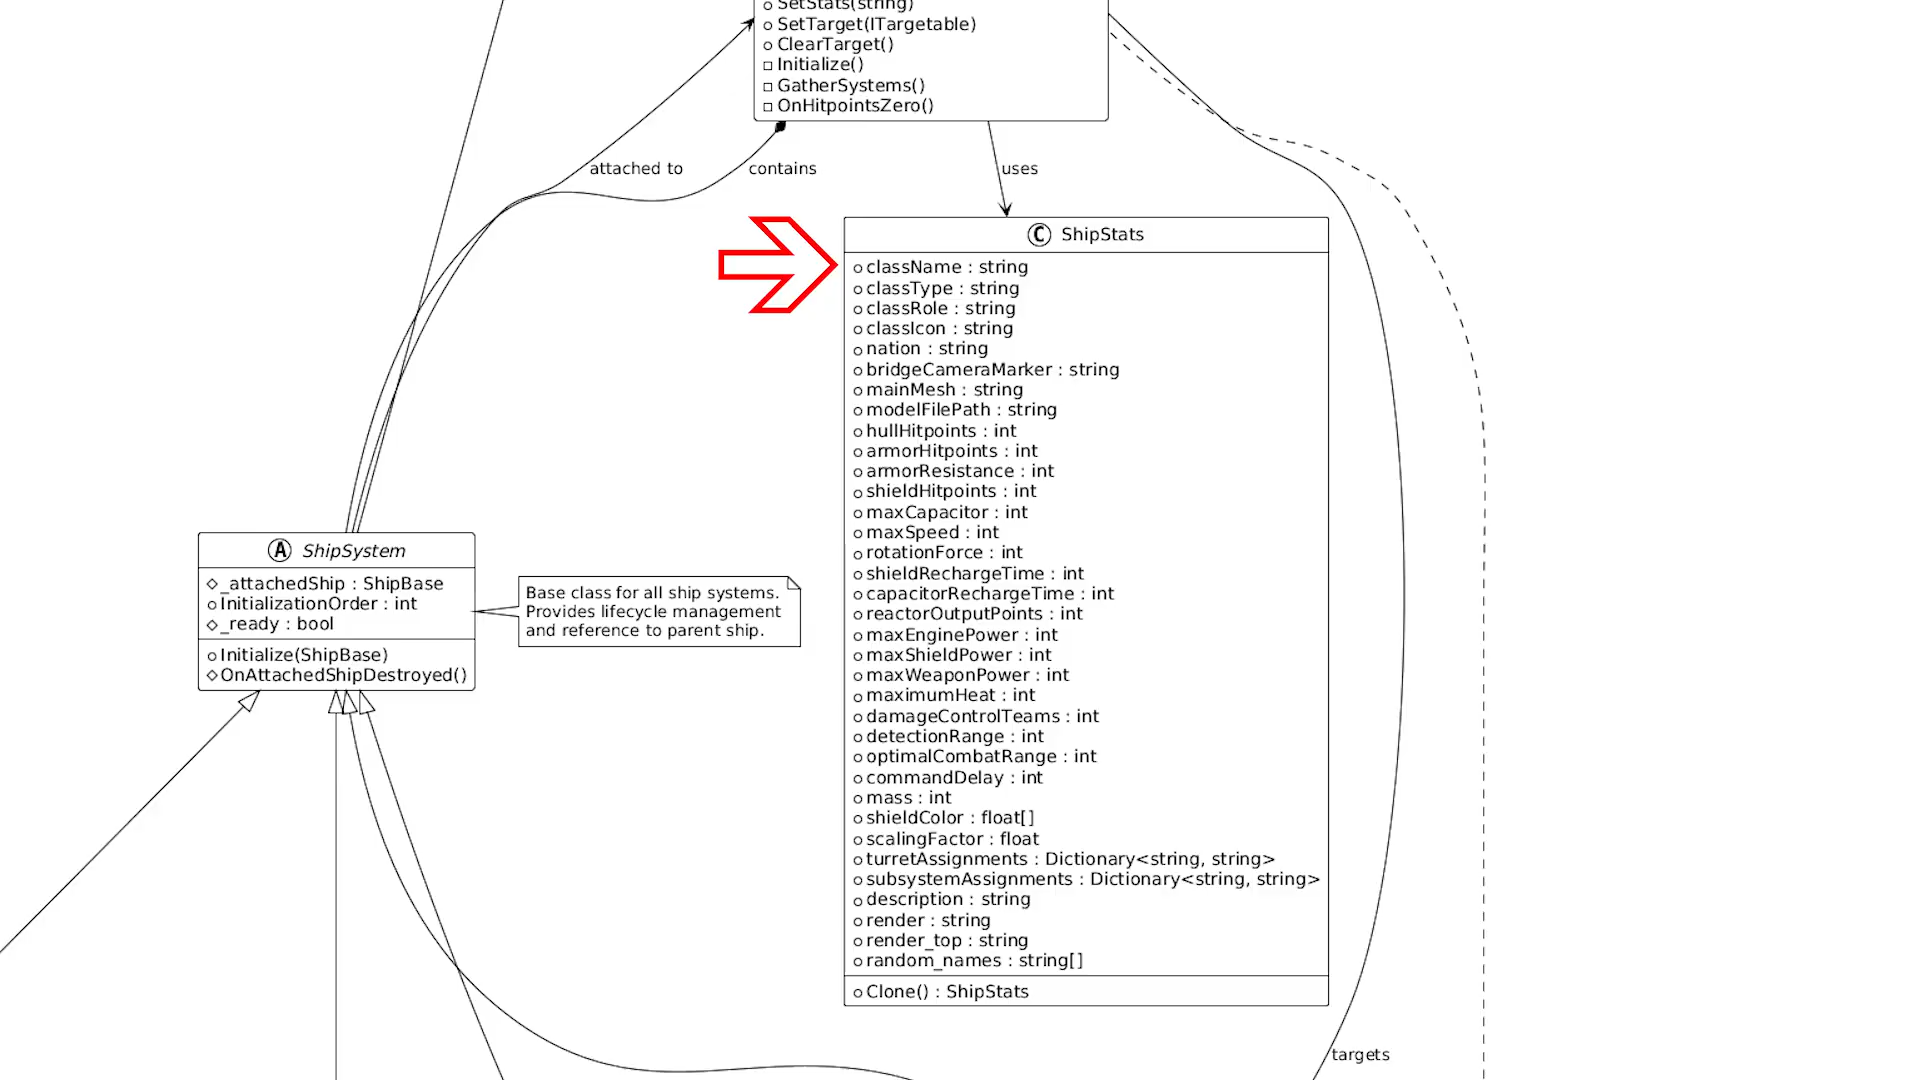 SetStats(string)
SetTarget(ITargetable)
ClearTarget()
Initialize()
GatherSystems()
OnHitpointsZero()
attached to
contains
uses
C ShipStats
className : string
classType : string
classRole : string
classIcon : string
nation : string
bridgeCameraMarker : string
mainMesh : string
modelFilePath : string
hullHitpoints : int
armorHitpoints : int
armorResistance : int
shieldHitpoints : int
maxCapacitor : int
maxSpeed : int
rotationForce : int
shieldRechargeTime : int
capacitorRechargeTime : int
reactorOutputPoints : int
maxEnginePower : int
maxShieldPower : int
maxWeaponPower : int
maximumHeat : int
damageControlTeams : int
detectionRange : int
optimalCombatRange : int
commandDelay : int
mass : int
shieldColor : float[]
scalingFactor : float
turretAssignments : Dictionary<string, string>
subsystemAssignments : Dictionary<string, string>
description : string
render : string
render_top : string
random_names : string[]
Clone() : ShipStats
A ShipSystem
_attachedShip : ShipBase
InitializationOrder : int
_ready : bool
Initialize(ShipBase)
OnAttachedShipDestroyed()
Base class for all ship systems.
Provides lifecycle management
and reference to parent ship.
targets